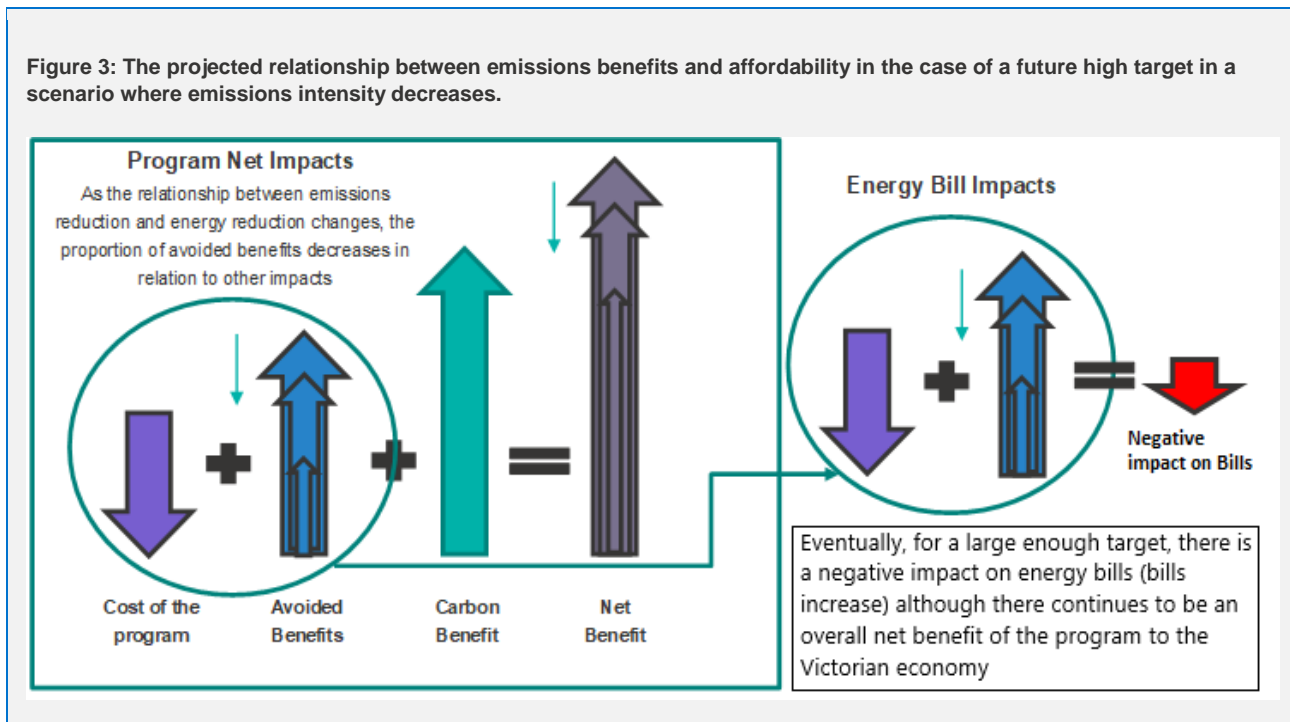 Figure 3: The projected relationship between emissions benefits and affordability in the case of a future high target in a
scenario where emissions intensity decreases.
Program Net Impacts
As the relationship between emissions
reduction and energy reduction changes, the
proportion of avoided benefits decreases in
relation to other impacts
Cost of the
program
Avoided
Benefits
Carbon
Benefit
Net
Benefit
Energy Bill Impacts
Negative
impact on Bills
Eventually, for a large enough target, there is
a negative impact on energy bills (bills
increase) although there continues to be an
overall net benefit of the program to the
Victorian economy